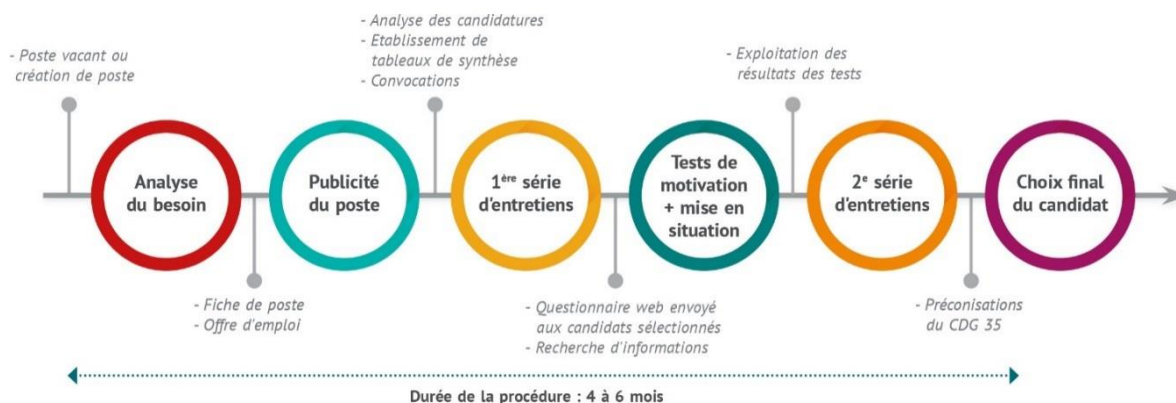 - Poste vacant ou
création de poste
- Analyse des candidatures
- Etablissement de
tableaux de synthèse
- Convocations
- Exploitation des
résultats des tests
Analyse
du besoin
Publicité
du poste
1ère série
d'entretiens
Tests de
motivation
+ mise en
situation
2e série
d'entretiens
Choix final
du candidat
- Fiche de poste
- Offre d'emploi
- Questionnaire web envoyé
aux candidats sélectionnés
- Recherche d'informations
- Préconisations
du CDG 35
Durée de la procédure : 4 à 6 mois